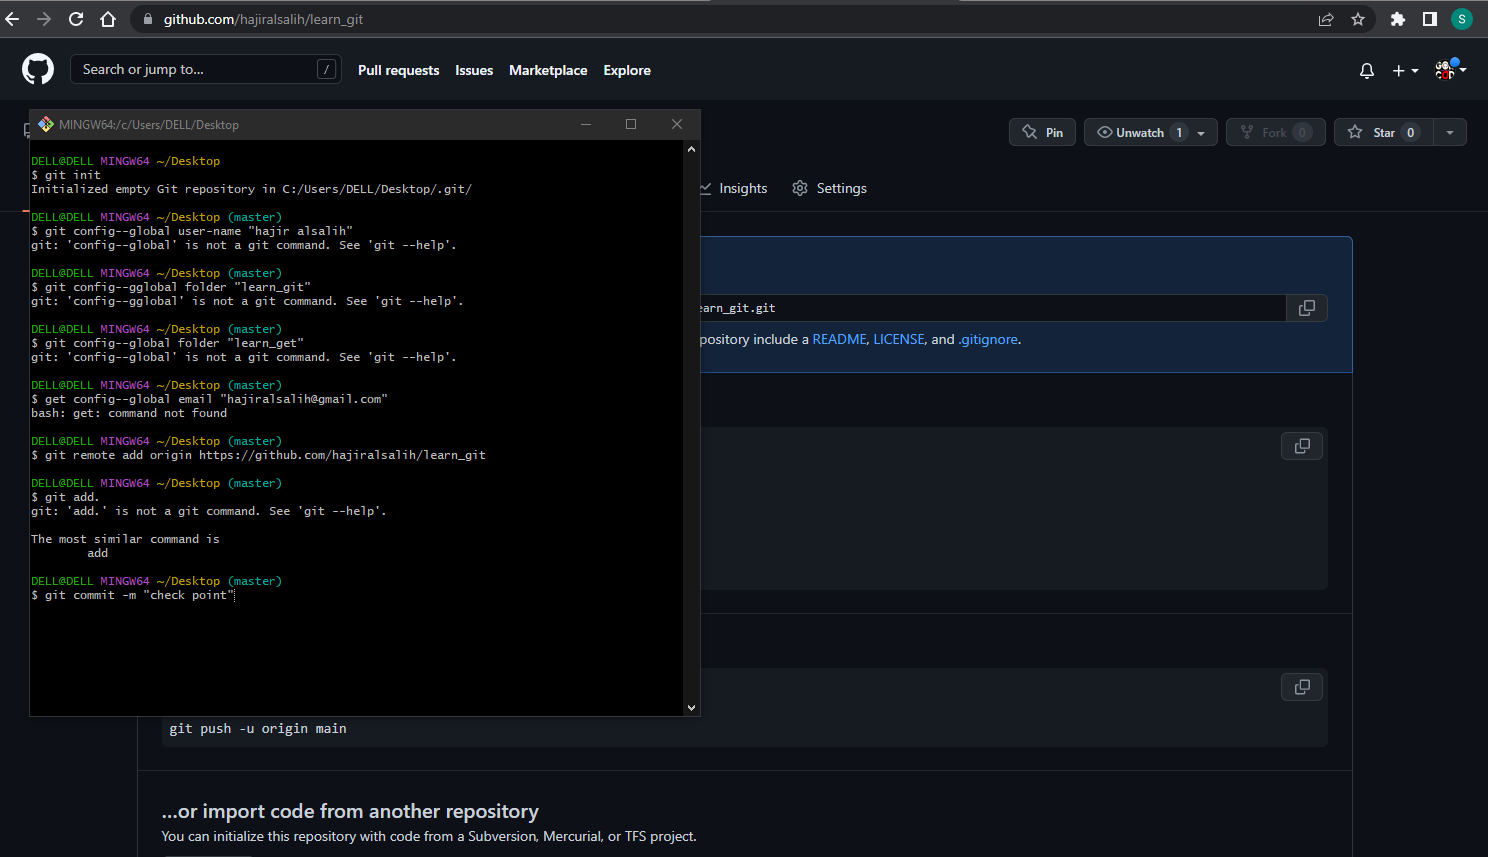 github.com/hajiralsalih/learn_git
S
Search or jump to... /
Pull requests Issues Marketplace Explore
MINGW64:/c/Users/DELL/Desktop
Pin
Unwatch 1
Fork 0
Star 0
Insights
Settings
DELL@DELL MINGW64 ~/Desktop
$ git init
Initialized empty Git repository in C:/Users/DELL/Desktop/.git/
DELL@DELL MINGW64 ~/Desktop (master)
$ git config--global user-name "hajir alsalih"
git: 'config--global' is not a git command. See 'git --help'.
DELL@DELL MINGW64 ~/Desktop (master)
$ git config--gglobal folder "learn_git"
git: 'config--gglobal' is not a git command. See 'git --help'.
DELL@DELL MINGW64 ~/Desktop (master)
$ git config--global folder "learn_get"
git: 'config--global' is not a git command. See 'git --help'.
DELL@DELL MINGW64 ~/Desktop (master)
$ get config--global email "hajiralsalih@gmail.com"
bash: get: command not found
DELL@DELL MINGW64 ~/Desktop (master)
$ git remote add origin https://github.com/hajiralsalih/learn_git
DELL@DELL MINGW64 ~/Desktop (master)
$ git add.
git: 'add.' is not a git command. See 'git --help'.
The most similar command is
add
DELL@DELL MINGW64 ~/Desktop (master)
$ git commit -m "check point"
earn_git.git
pository include a README, LICENSE, and .gitignore.
git push -u origin main
...or import code from another repository
You can initialize this repository with code from a Subversion, Mercurial, or TFS project.